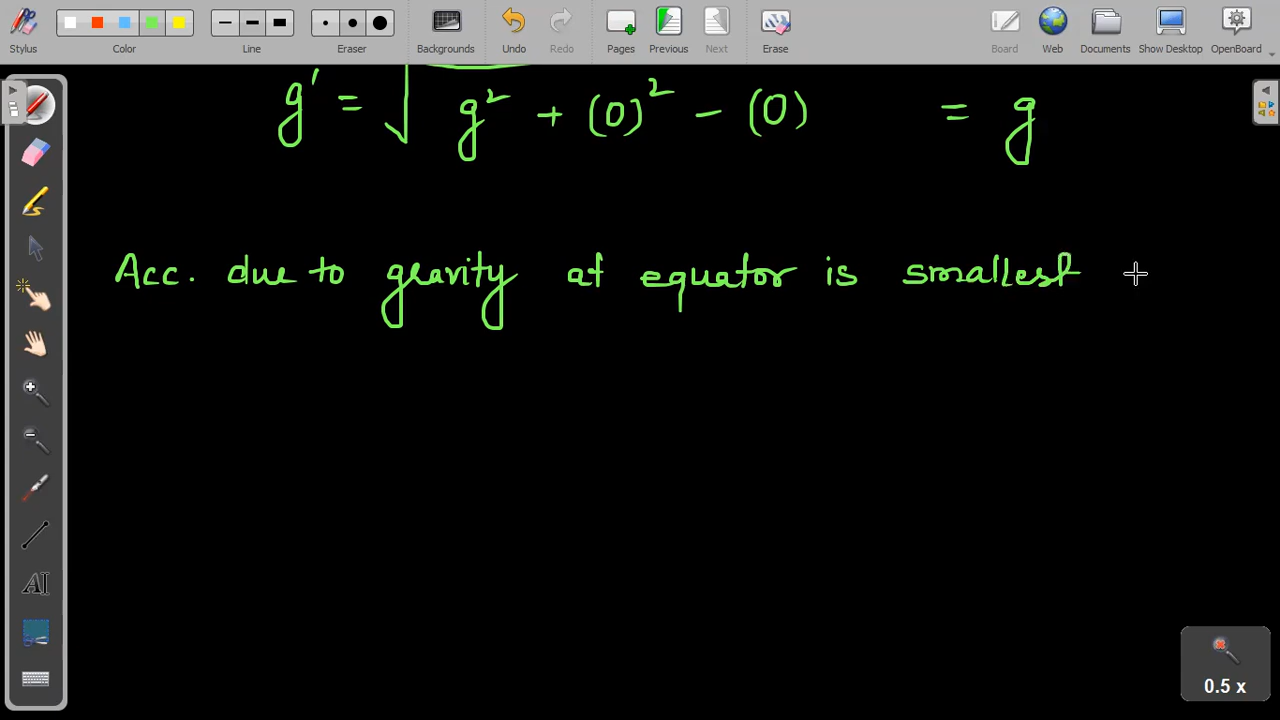 Stylus Color Line Eraser Backgrounds Undo Redo Pages Previous Next Erase Board Web Documents Show Desktop OpenBoard
g' = √ g² + (0)² - (0) = g
Acc. due to gravity at equator is smallest
AI
0.5 x